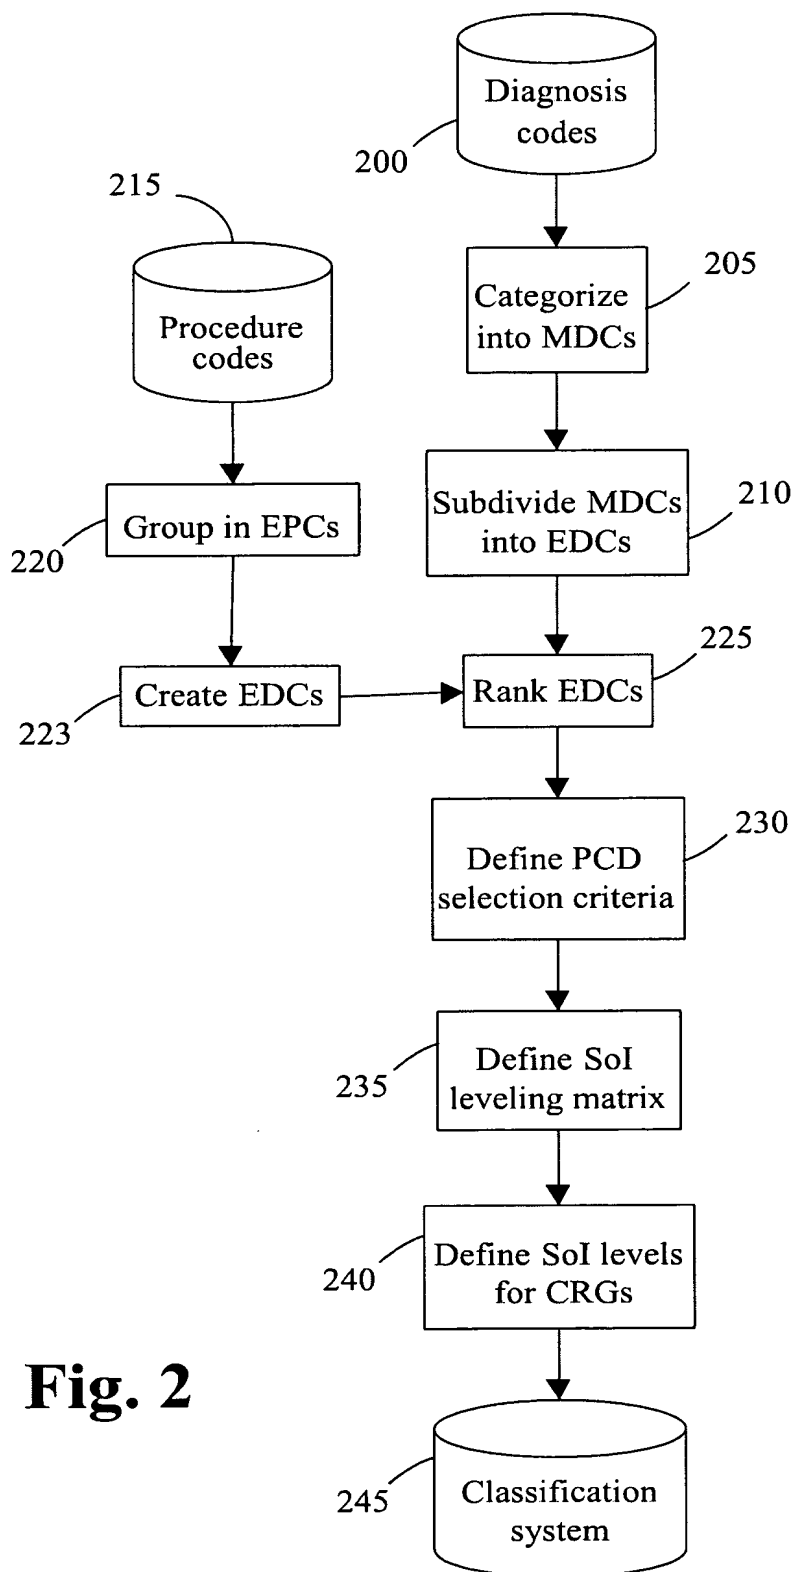 Diagnosis
codes
200
215
Procedure
codes
Categorize
into MDCs
205
Group in EPCs
220
Subdivide MDCs
into EDCs
210
Create EDCs
223
Rank EDCs
225
Define PCD
selection criteria
230
Define SoI
leveling matrix
235
Define SoI levels
for CRGs
240
Fig. 2
Classification
system
245